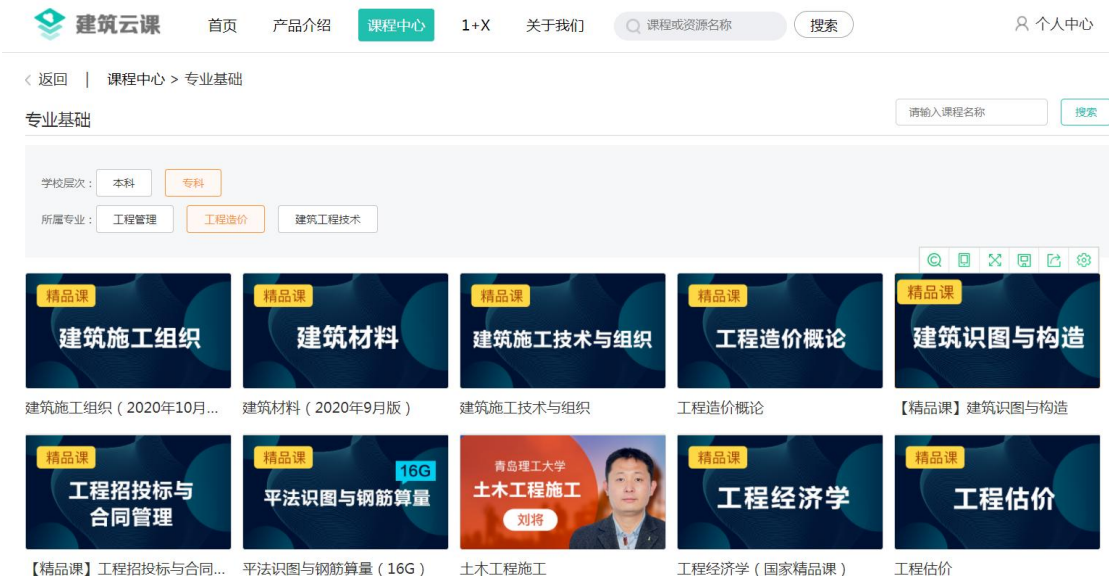 建筑云课 首页 产品介绍 课程中心 1+X 关于我们 课程或资源名称 搜索 个人中心
< 返回 | 课程中心 > 专业基础
专业基础 请输入课程名称 搜索
学校层次： 本科 专科
所属专业： 工程管理 工程造价 建筑工程技术
精品课 精品课 精品课 精品课 精品课
建筑施工组织 建筑材料 建筑施工技术与组织 工程造价概论 建筑识图与构造
建筑施工组织（2020年10月... 建筑材料（2020年9月版） 建筑施工技术与组织 工程造价概论 【精品课】建筑识图与构造
精品课
工程招投标与
合同管理
精品课
16G
平法识图与钢筋算量
青岛理工大学
土木工程施工
刘将
精品课
工程经济学
精品课
工程估价
【精品课】工程招投标与合同... 平法识图与钢筋算量（16G） 土木工程施工 工程经济学（国家精品课） 工程估价